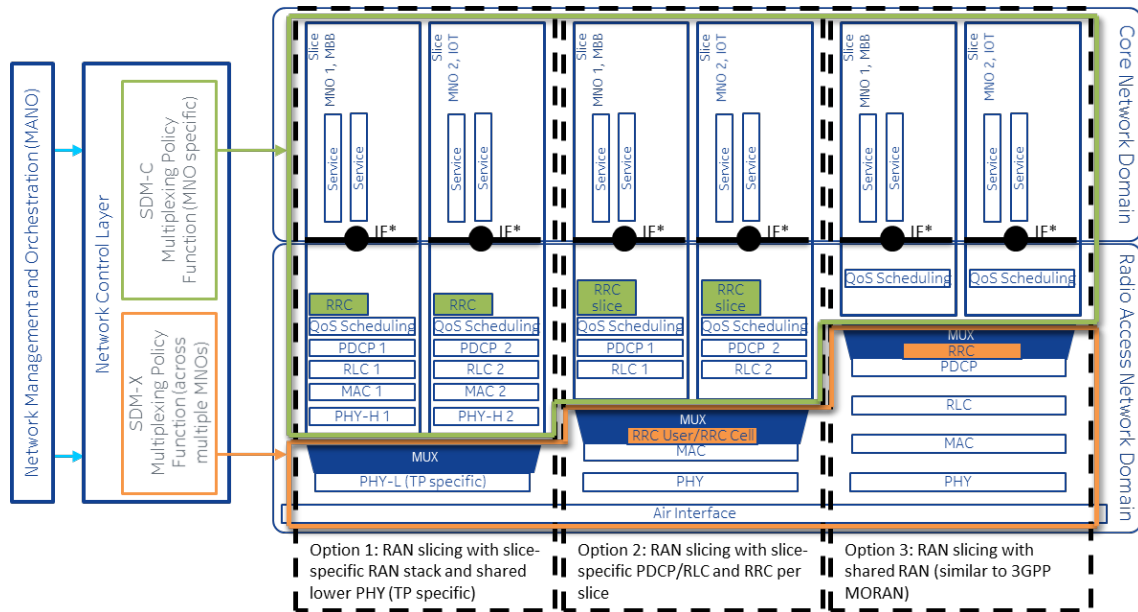 Network Management and Orchestration (MANO)
Network Control Layer
SDM-C
Multiplexing Policy
Function (MNO specific)
SDM-X
Multiplexing Policy
Function (across
multiple MNOs)
Core Network Domain
Radio Access Network Domain
Slice
MNO 1, MBB
Service
Service
IF*
RRC
QoS Scheduling
PDCP 1
RLC 1
MAC 1
PHY-H 1
Slice
MNO 2, IOT
Service
Service
IF*
RRC
QoS Scheduling
PDCP 2
RLC 2
MAC 2
PHY-H 2
MUX
PHY-L (TP specific)
Slice
MNO 1, MBB
Service
Service
IF*
RRC
slice
QoS Scheduling
PDCP 1
RLC 1
Slice
MNO 2, IOT
Service
Service
IF*
RRC
slice
QoS Scheduling
PDCP 2
RLC 2
MUX
RRC User/RRC Cell
MAC
PHY
Slice
MNO 1, MBB
Service
Service
IF*
QoS Scheduling
Slice
MNO 2, IOT
Service
Service
IF*
QoS Scheduling
MUX
RRC
PDCP
RLC
MAC
PHY
Air Interface
Option 1: RAN slicing with slice-
specific RAN stack and shared
lower PHY (TP specific)
Option 2: RAN slicing with slice-
specific PDCP/RLC and RRC per
slice
Option 3: RAN slicing with
shared RAN (similar to 3GPP
MORAN)